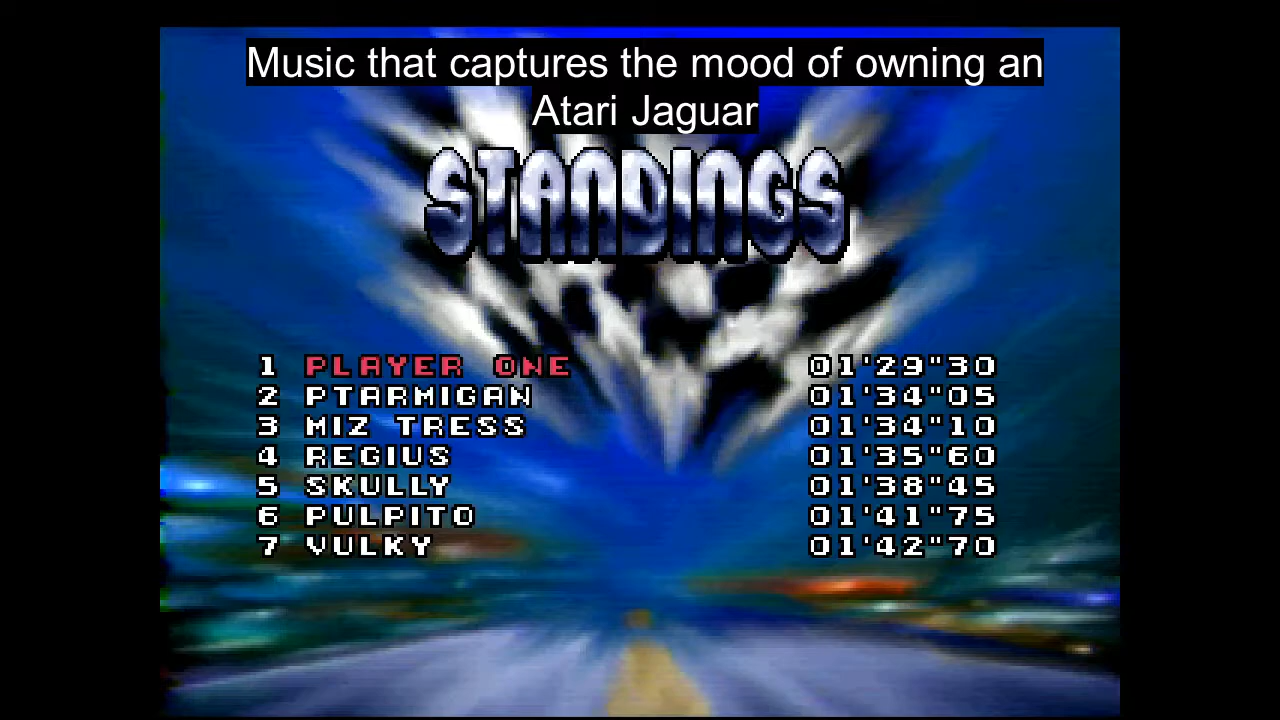 Music that captures the mood of owning an
Atari Jaguar
STANDINGS
1 PLAYER ONE 01'29"30
2 PTARMIGAN 01'34"05
3 MIZ TRESS 01'34"10
4 REGIUS 01'35"60
5 SKULLY 01'38"45
6 PULPITO 01'41"75
7 VULKY 01'42"70